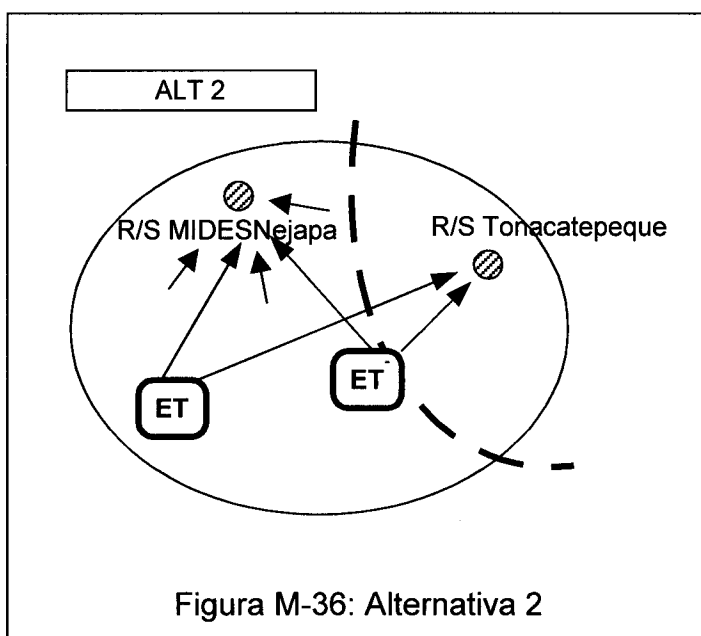 ALT 2
R/S MIDESNejapa
R/S Tonacatepeque
ET
ET
Figura M-36: Alternativa 2